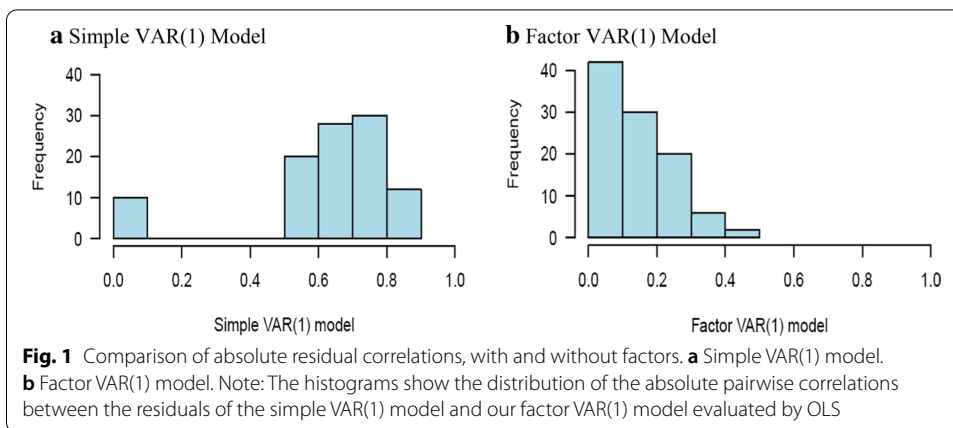 a Simple VAR(1) Model
b Factor VAR(1) Model
Frequency
40
30
20
10
0
0.0 0.2 0.4 0.6 0.8 1.0
Simple VAR(1) model
Frequency
40
30
20
10
0
0.0 0.2 0.4 0.6 0.8 1.0
Factor VAR(1) model
Fig. 1 Comparison of absolute residual correlations, with and without factors. a Simple VAR(1) model.
b Factor VAR(1) model. Note: The histograms show the distribution of the absolute pairwise correlations
between the residuals of the simple VAR(1) model and our factor VAR(1) model evaluated by OLS